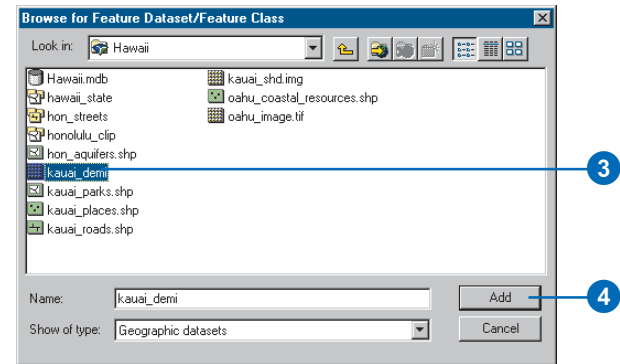 Browse for Feature Dataset/Feature Class
Look in: Hawaii
Hawaii.mdb
hawaii_state
hon_streets
honolulu_clip
hon_aquifers.shp
kauai_demi
kauai_parks.shp
kauai_places.shp
kauai_roads.shp
kauai_shd.img
oahu_coastal_resources.shp
oahu_image.tif
3
Name: kauai_demi
Add
4
Show of type: Geographic datasets
Cancel